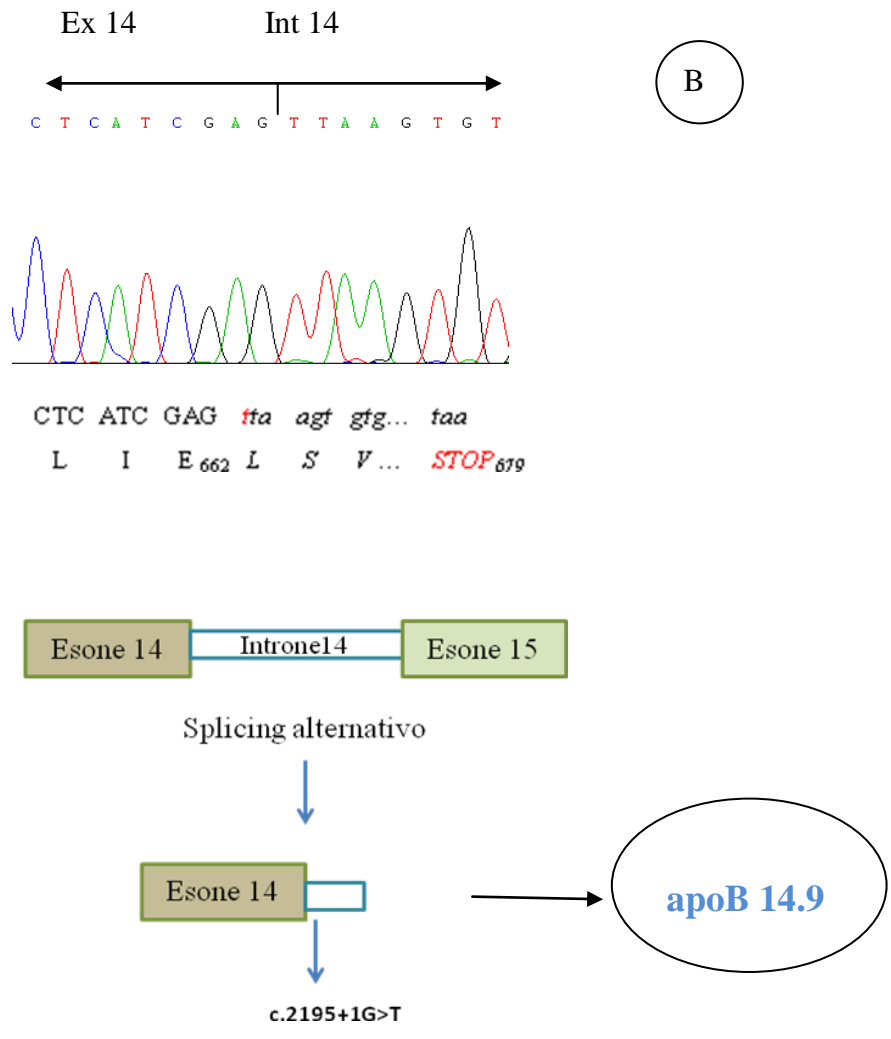 Ex 14 Int 14
B
C T C A T C G A G T T A A G T G T
CTC ATC GAG tta agt gtg... taa
L I E 662 L S V ... STOP679
Esone 14 Introne14 Esone 15
Splicing alternativo
Esone 14
apoB 14.9
c.2195+1G>T